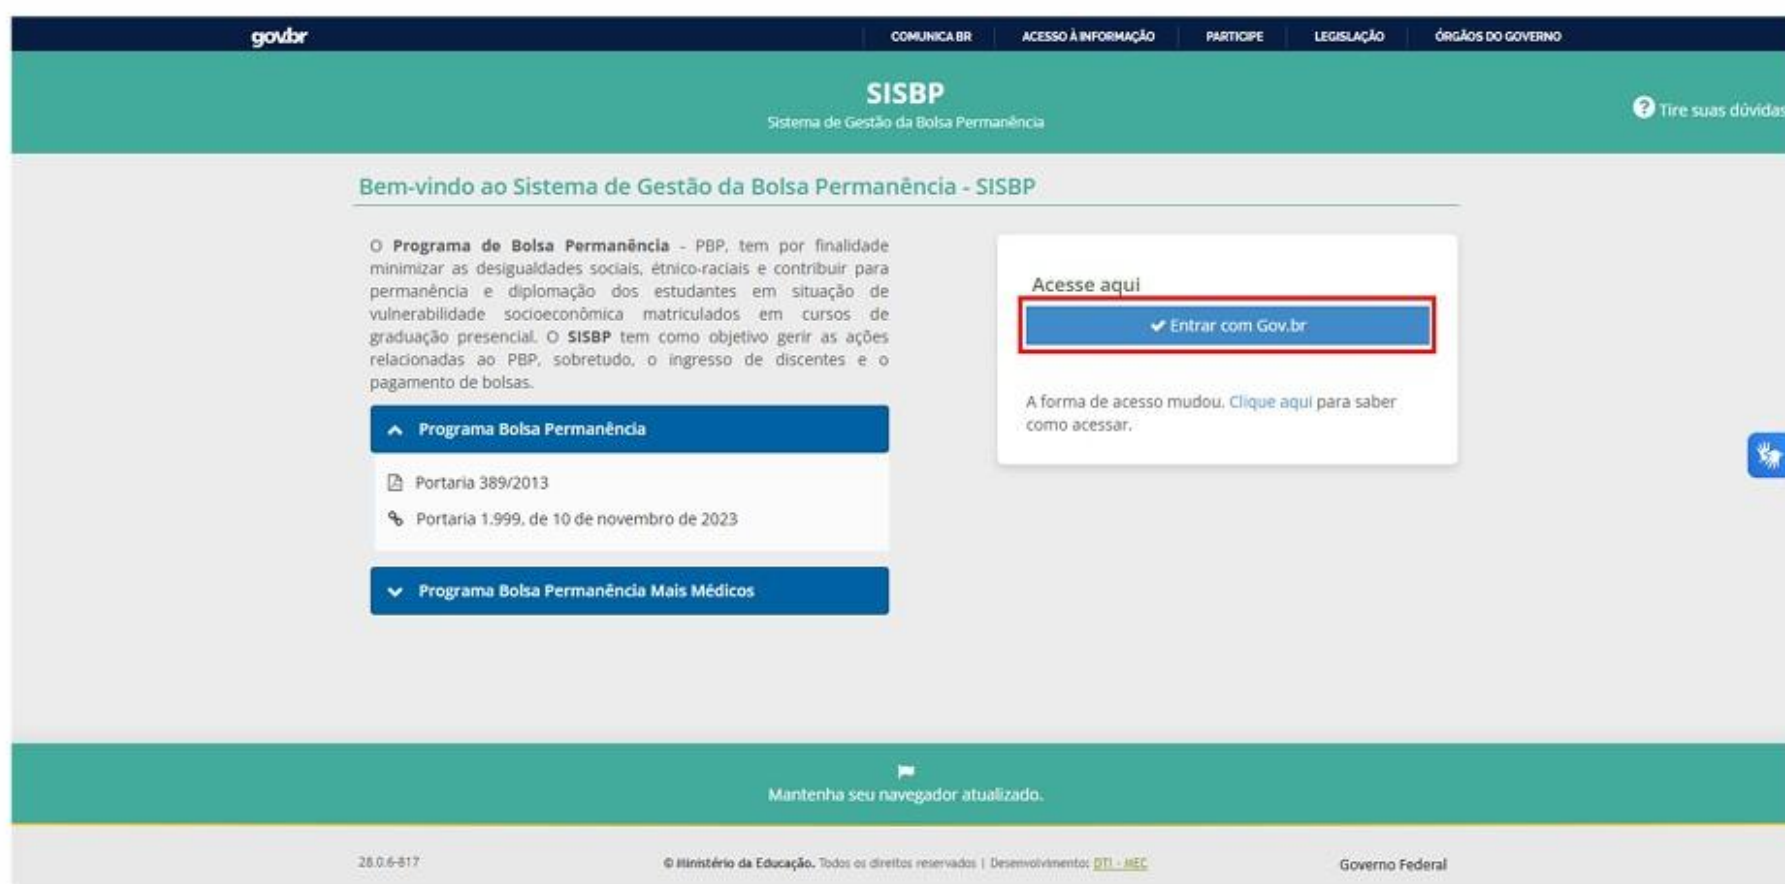 gov.br
COMUNICA BR
ACESSO À INFORMAÇÃO
PARTICIPE
LEGISLAÇÃO
ÓRGÃOS DO GOVERNO
SISBP
Sistema de Gestão da Bolsa Permanência
Tire suas dúvidas
Bem-vindo ao Sistema de Gestão da Bolsa Permanência - SISBP
O Programa de Bolsa Permanência - PBP, tem por finalidade
minimizar as desigualdades sociais, étnico-raciais e contribuir para
permanência e diplomação dos estudantes em situação de
vulnerabilidade socioeconômica matriculados em cursos de
graduação presencial. O SISBP tem como objetivo gerir as ações
relacionadas ao PBP, sobretudo, o ingresso de discentes e o
pagamento de bolsas.
Programa Bolsa Permanência
Portaria 389/2013
Portaria 1.999, de 10 de novembro de 2023
Programa Bolsa Permanência Mais Médicos
Acesse aqui
Entrar com Gov.br
A forma de acesso mudou. Clique aqui para saber
como acessar.
Mantenha seu navegador atualizado.
28.0.6-817
© Ministério da Educação. Todos os direitos reservados | Desenvolvimento: DTI - MEC
Governo Federal